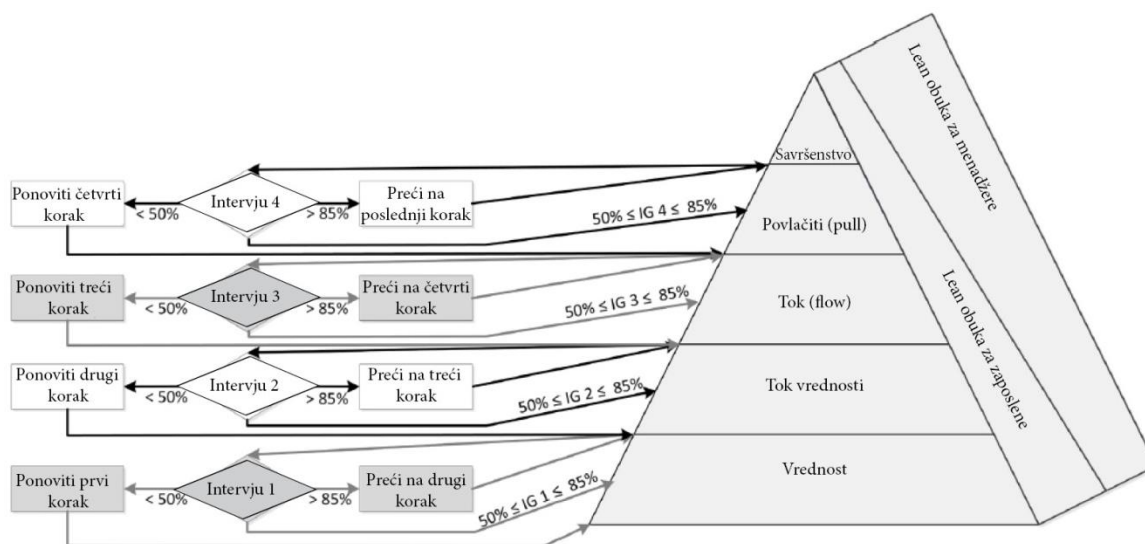 Lean obuka za menadžere
Lean obuka za zaposlene
Savršenstvo
Ponoviti četvrti
korak
< 50%
Intervju 4
> 85%
Preći na
poslednji korak
50% ≤ IG 4 ≤ 85%
Povlačiti (pull)
Ponoviti treći
korak
< 50%
Intervju 3
> 85%
Preći na četvrti
korak
50% ≤ IG 3 ≤ 85%
Tok (flow)
Ponoviti drugi
korak
< 50%
Intervju 2
> 85%
Preći na treći
korak
50% ≤ IG 2 ≤ 85%
Tok vrednosti
Ponoviti prvi
korak
< 50%
Intervju 1
> 85%
Preći na drugi
korak
50% ≤ IG 1 ≤ 85%
Vrednost